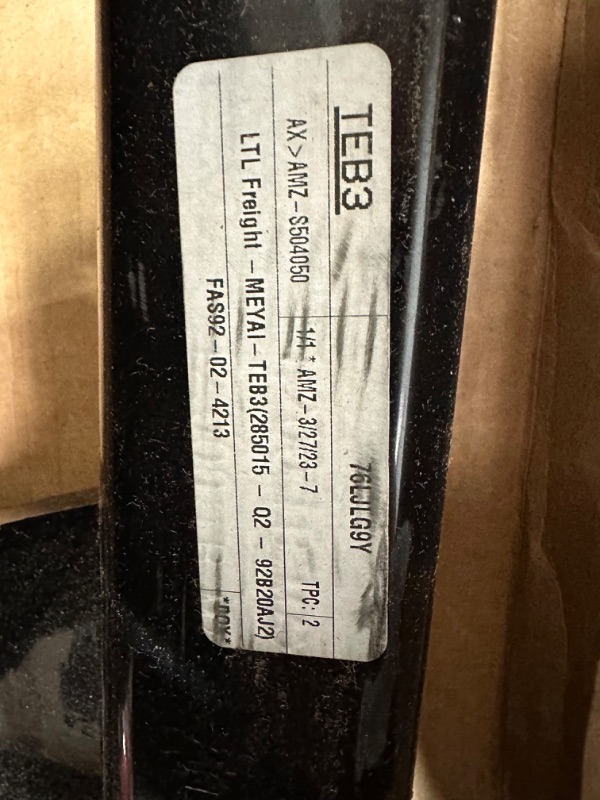 TEB3 76LJLG9Y
AX>AMZ-S504050 1/1 * AMZ-3/27/23-7 TPC: 2
LTL Freight - MEYAI-TEB3(285015 - Q2 - 92B20AJ2)
FAS92-02-4213